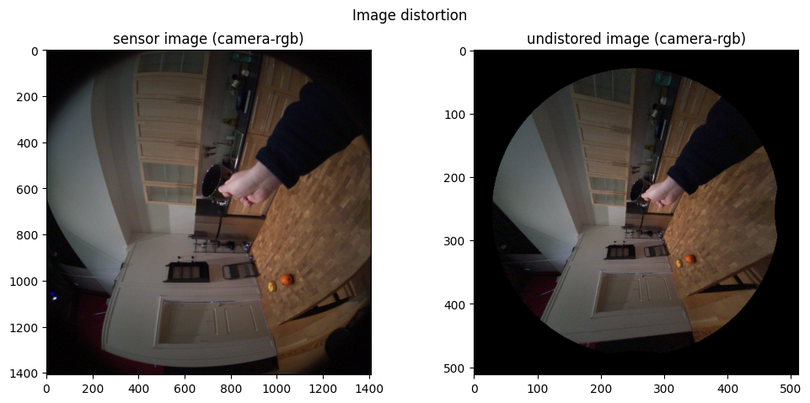 Image distortion
sensor image (camera-rgb)
undistored image (camera-rgb)
0
200
400
600
800
1000
1200
1400
0 200 400 600 800 1000 1200 1400
0
100
200
300
400
500
0 100 200 300 400 500